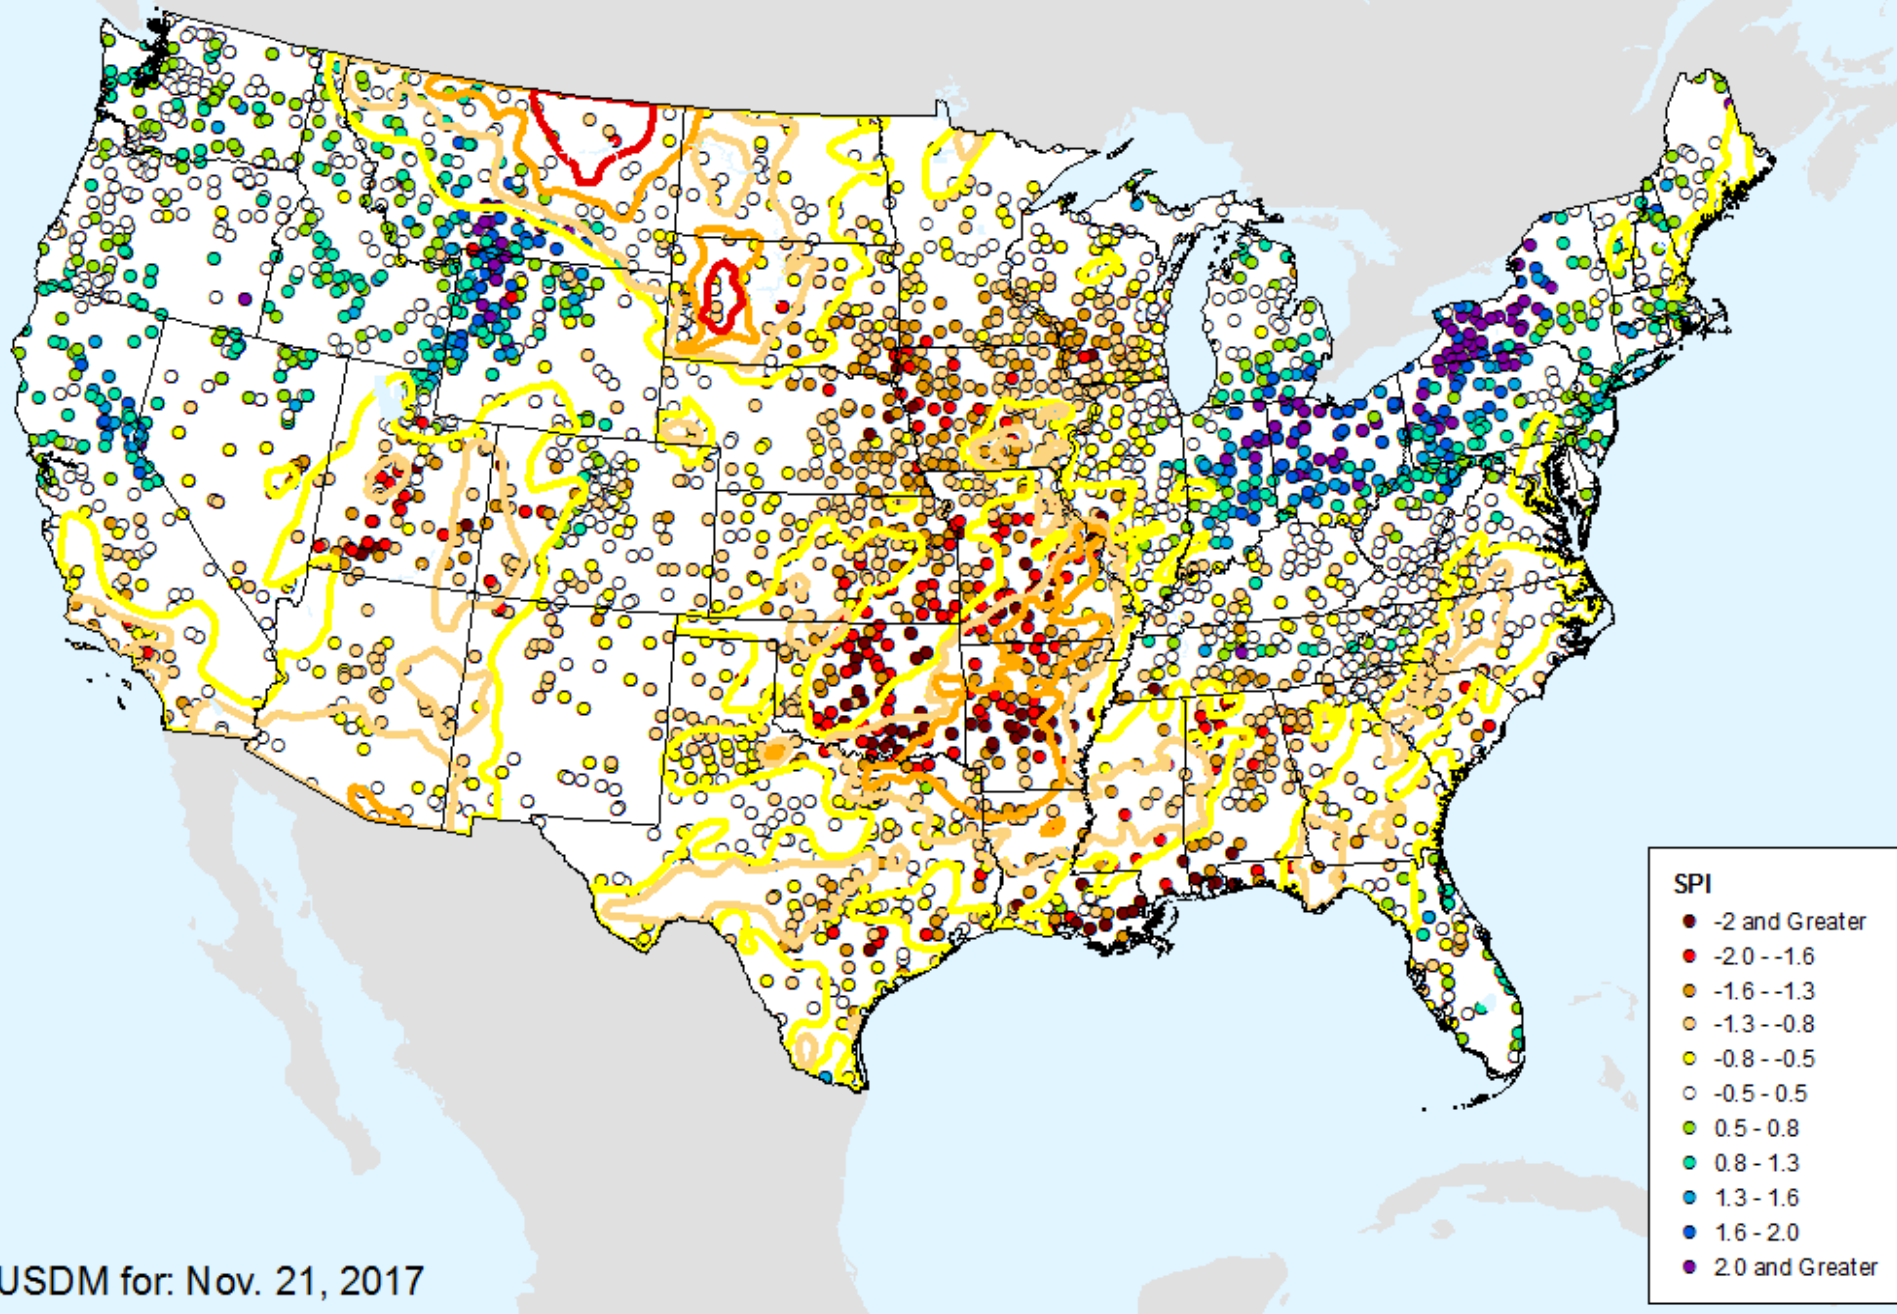 SPI
-2 and Greater
-2.0 - -1.6
-1.6 - -1.3
-1.3 - -0.8
-0.8 - -0.5
-0.5 - 0.5
0.5 - 0.8
0.8 - 1.3
1.3 - 1.6
1.6 - 2.0
2.0 and Greater
USDM for: Nov. 21, 2017